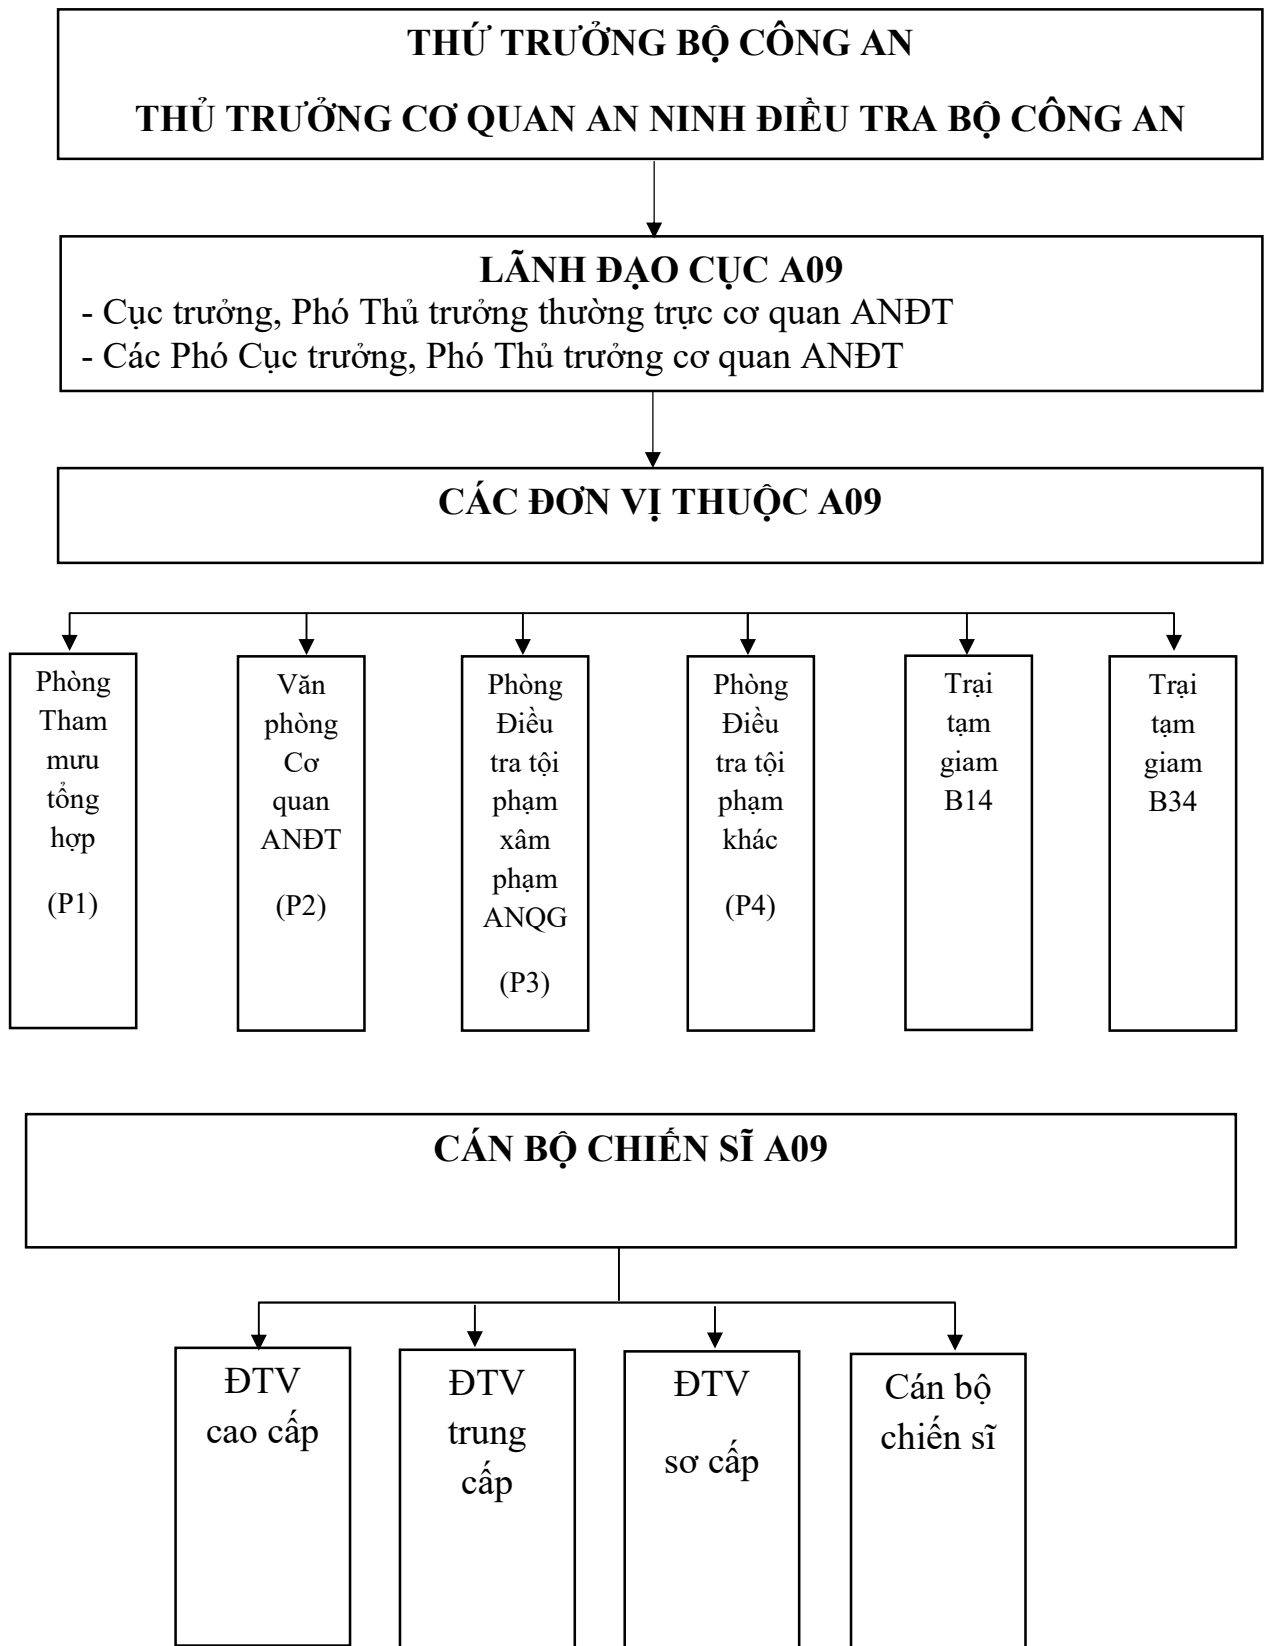 THỨ TRƯỞNG BỘ CÔNG AN
THỦ TRƯỞNG CƠ QUAN AN NINH ĐIỀU TRA BỘ CÔNG AN
LÃNH ĐẠO CỤC A09
- Cục trưởng, Phó Thủ trưởng thường trực cơ quan ANĐT
- Các Phó Cục trưởng, Phó Thủ trưởng cơ quan ANĐT
CÁC ĐƠN VỊ THUỘC A09
Phòng
Tham
mưu
tổng
hợp
(P1)
Văn
phòng
Cơ
quan
ANĐT
(P2)
Phòng
Điều
tra tội
phạm
xâm
phạm
ANQG
(P3)
Phòng
Điều
tra tội
phạm
khác
(P4)
Trại
tạm
giam
B14
Trại
tạm
giam
B34
CÁN BỘ CHIẾN SĨ A09
ĐTV
cao cấp
ĐTV
trung
cấp
ĐTV
sơ cấp
Cán bộ
chiến sĩ